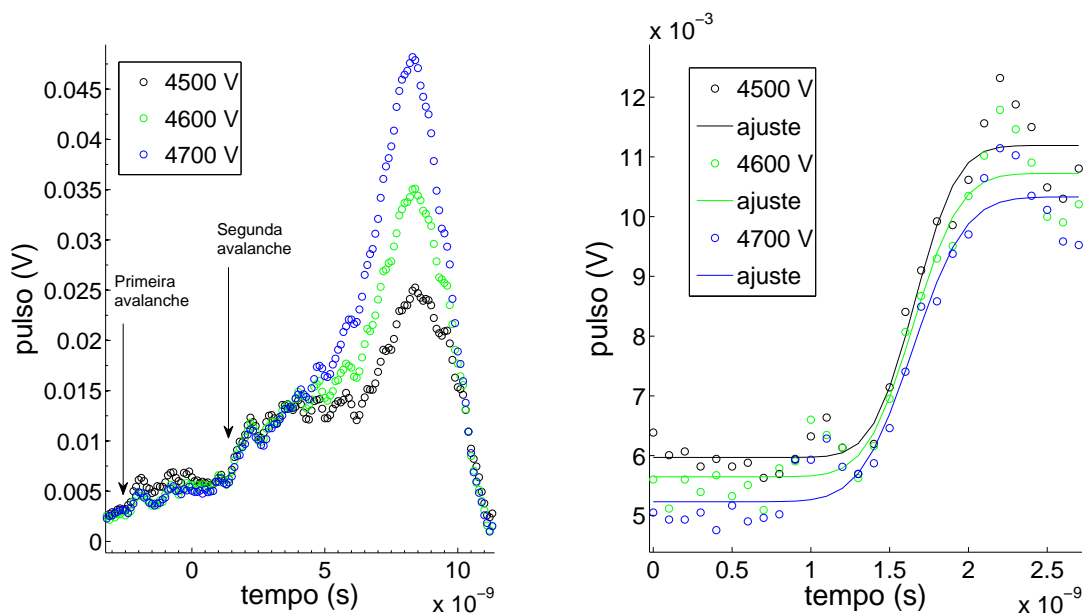 0.045
0.04
0.035
0.03
0.025
0.02
0.015
0.01
0.005
0
pulso (V)
4500 V
4600 V
4700 V
Segunda
avalanche
Primeira
avalanche
0
5
10
tempo (s)
x 10⁻⁹
x 10⁻³
12
11
10
9
8
7
6
5
pulso (V)
4500 V
ajuste
4600 V
ajuste
4700 V
ajuste
0
0.5
1
1.5
2
2.5
tempo (s)
x 10⁻⁹